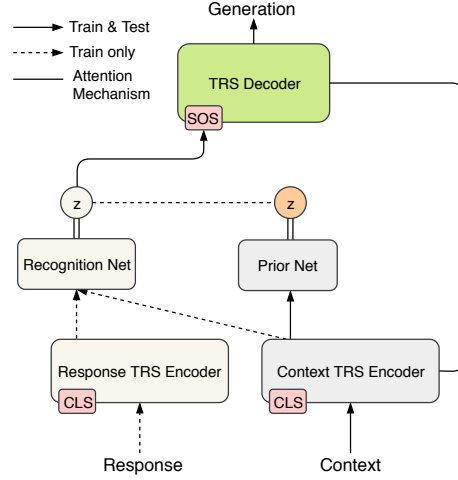 Generation
Train & Test
Train only
Attention
Mechanism
TRS Decoder
SOS
z
z
Recognition Net
Prior Net
Response TRS Encoder
Context TRS Encoder
CLS
CLS
Response
Context